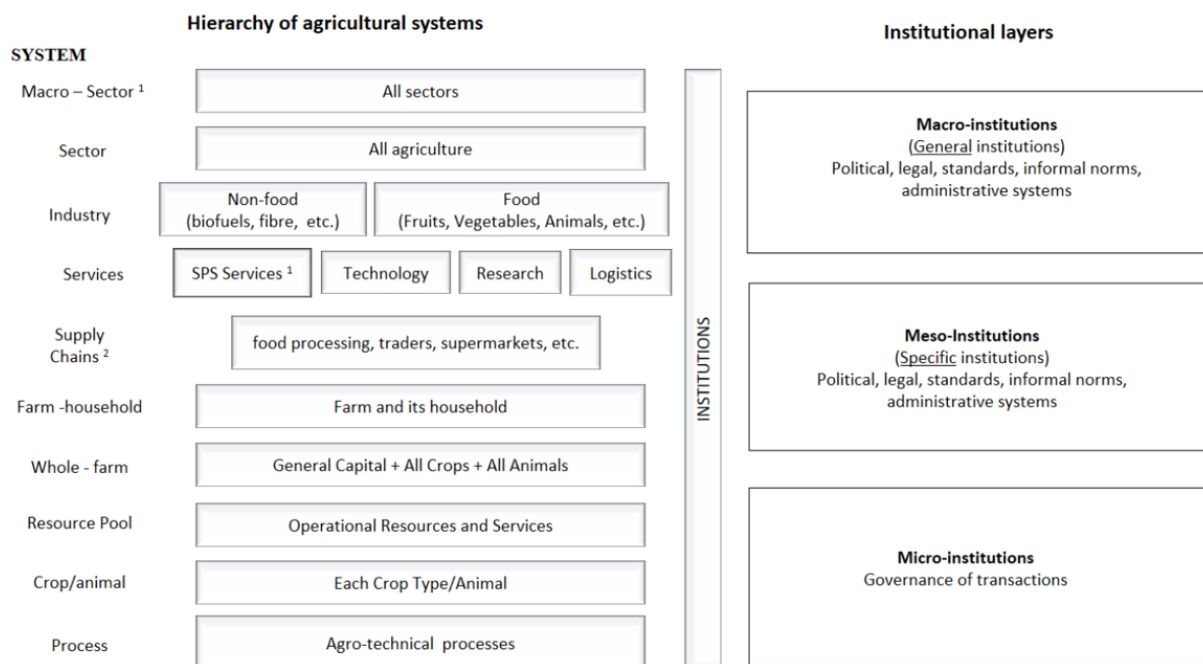 Hierarchy of agricultural systems
Institutional layers
SYSTEM
Macro – Sector ¹
All sectors
Sector
All agriculture
Industry
Non-food
(biofuels, fibre, etc.)
Food
(Fruits, Vegetables, Animals, etc.)
Services
SPS Services ¹
Technology
Research
Logistics
Supply
Chains ²
food processing, traders, supermarkets, etc.
Farm -household
Farm and its household
Whole - farm
General Capital + All Crops + All Animals
Resource Pool
Operational Resources and Services
Crop/animal
Each Crop Type/Animal
Process
Agro-technical processes
INSTITUTIONS
Macro-institutions
(General institutions)
Political, legal, standards, informal norms,
administrative systems
Meso-Institutions
(Specific institutions)
Political, legal, standards, informal norms,
administrative systems
Micro-institutions
Governance of transactions